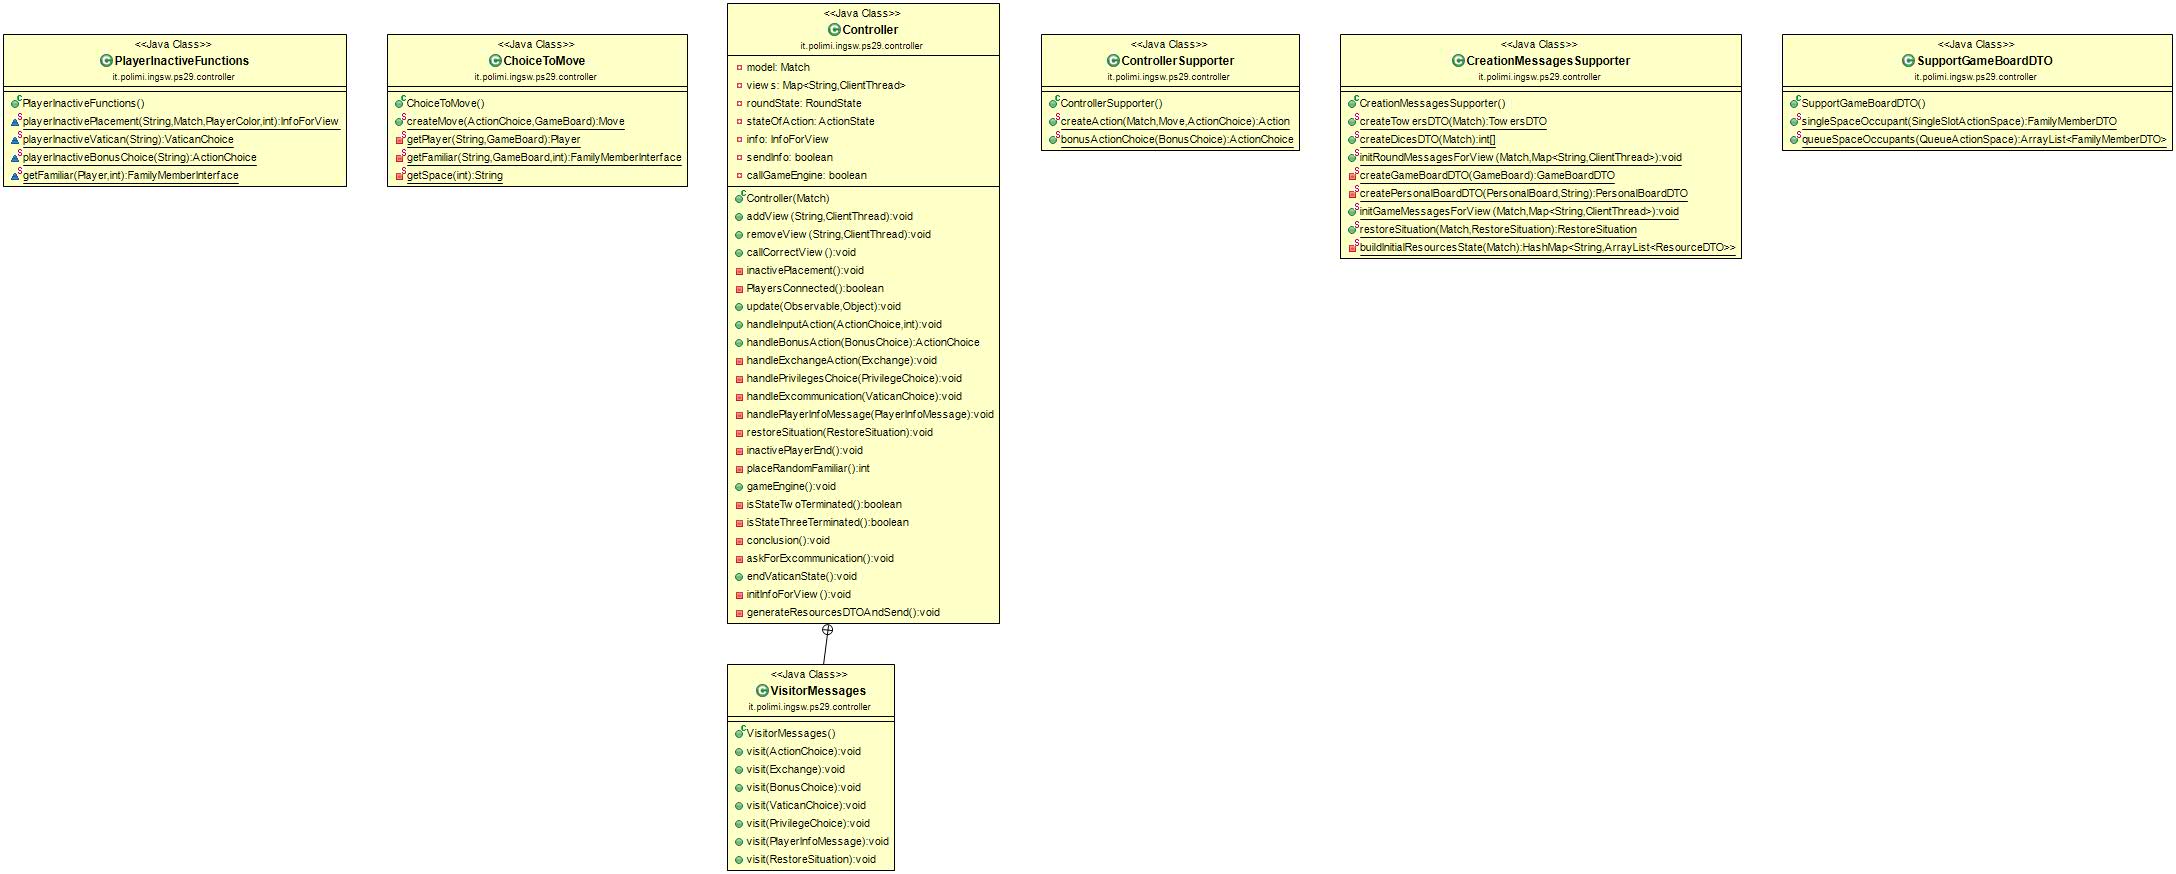 <<Java Class>>
PlayerInactiveFunctions
it.polimi.ingsw.ps29.controller
PlayerInactiveFunctions()
playerInactivePlacement(String,Match,PlayerColor,int):InfoForView
playerInactiveVatican(String):VaticanChoice
playerInactiveBonusChoice(String):ActionChoice
getFamiliar(Player,int):FamilyMemberInterface
<<Java Class>>
ChoiceToMove
it.polimi.ingsw.ps29.controller
ChoiceToMove()
createMove(ActionChoice,GameBoard):Move
getPlayer(String,GameBoard):Player
getFamiliar(String,GameBoard,int):FamilyMemberInterface
getSpace(int):String
<<Java Class>>
Controller
it.polimi.ingsw.ps29.controller
model: Match
views: Map<String,ClientThread>
roundState: RoundState
stateOfAction: ActionState
info: InfoForView
sendInfo: boolean
callGameEngine: boolean
Controller(Match)
addView(String,ClientThread):void
removeView(String,ClientThread):void
callCorrectView():void
inactivePlacement():void
PlayersConnected():boolean
update(Observable,Object):void
handleInputAction(ActionChoice,int):void
handleBonusAction(BonusChoice):ActionChoice
handleExchangeAction(Exchange):void
handlePrivilegesChoice(PrivilegeChoice):void
handleExcommunication(VaticanChoice):void
handlePlayerInfoMessage(PlayerInfoMessage):void
restoreSituation(RestoreSituation):void
inactivePlayerEnd():void
placeRandomFamiliar():int
gameEngine():void
isStateTwoTerminated():boolean
isStateThreeTerminated():boolean
conclusion():void
askForExcommunication():void
endVaticanState():void
initInfoForView():void
generateResourcesDTOAndSend():void
<<Java Class>>
ControllerSupporter
it.polimi.ingsw.ps29.controller
ControllerSupporter()
createAction(Match,Move,ActionChoice):Action
bonusActionChoice(BonusChoice):ActionChoice
<<Java Class>>
CreationMessagesSupporter
it.polimi.ingsw.ps29.controller
CreationMessagesSupporter()
createTowersDTO(Match):TowersDTO
createDicesDTO(Match):int[]
initRoundMessagesForView(Match,Map<String,ClientThread>):void
createGameBoardDTO(GameBoard):GameBoardDTO
createPersonalBoardDTO(PersonalBoard,String):PersonalBoardDTO
initGameMessagesForView(Match,Map<String,ClientThread>):void
restoreSituation(Match,RestoreSituation):RestoreSituation
buildInitialResourcesState(Match):HashMap<String,ArrayList<ResourceDTO>>
<<Java Class>>
SupportGameBoardDTO
it.polimi.ingsw.ps29.controller
SupportGameBoardDTO()
singleSpaceOccupant(SingleSlotActionSpace):FamilyMemberDTO
queueSpaceOccupants(QueueActionSpace):ArrayList<FamilyMemberDTO>
<<Java Class>>
VisitorMessages
it.polimi.ingsw.ps29.controller
VisitorMessages()
visit(ActionChoice):void
visit(Exchange):void
visit(BonusChoice):void
visit(VaticanChoice):void
visit(PrivilegeChoice):void
visit(PlayerInfoMessage):void
visit(RestoreSituation):void